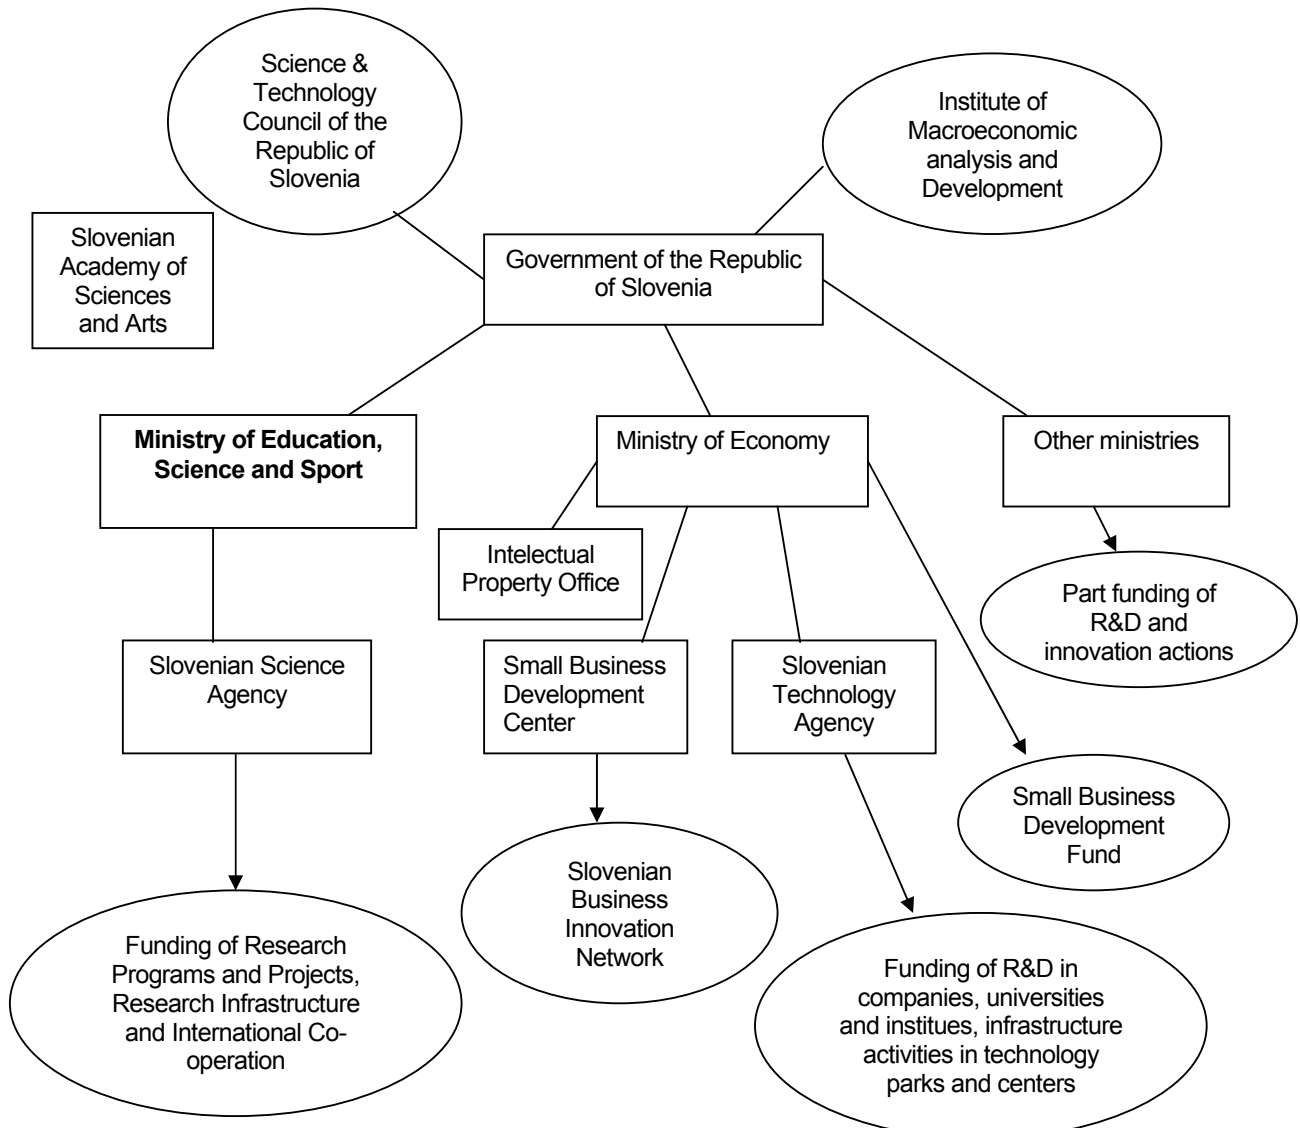 Science &
Technology
Council of the
Republic of
Slovenia
Institute of
Macroeconomic
analysis and
Development
Slovenian
Academy of
Sciences
and Arts
Government of the Republic
of Slovenia
Ministry of Education,
Science and Sport
Ministry of Economy
Other ministries
Intelectual
Property Office
Part funding of
R&D and
innovation actions
Slovenian Science
Agency
Small Business
Development
Center
Slovenian
Technology
Agency
Small Business
Development
Fund
Slovenian
Business
Innovation
Network
Funding of Research
Programs and Projects,
Research Infrastructure
and International Co-
operation
Funding of R&D in
companies, universities
and institues, infrastructure
activities in technology
parks and centers